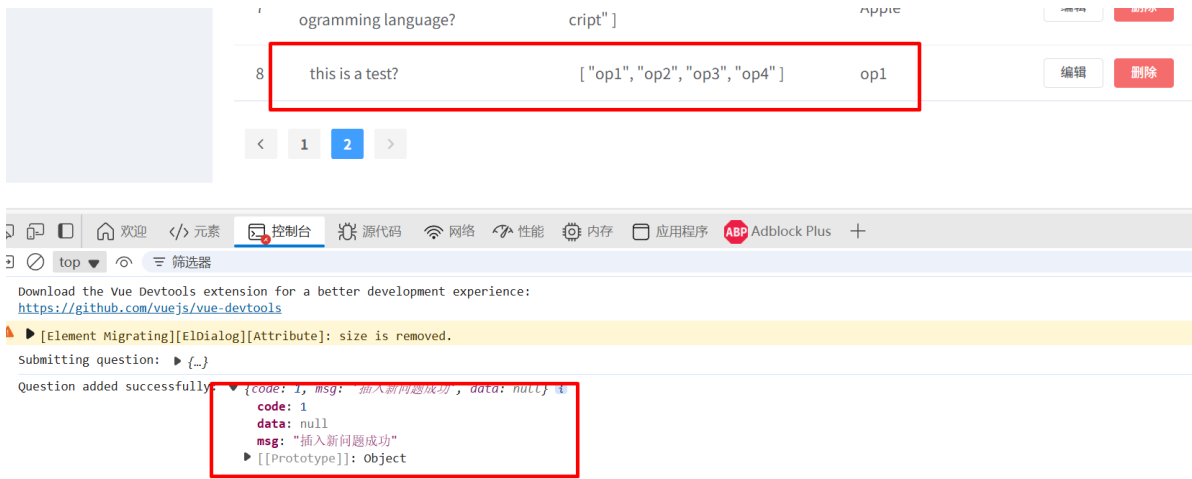 7 ogramming language? cript" ] Apple 编辑 删除
8 this is a test? [ "op1", "op2", "op3", "op4" ] op1 编辑 删除
1 2
欢迎 元素 控制台 源代码 网络 性能 内存 应用程序 ABP Adblock Plus
top 筛选器
Download the Vue Devtools extension for a better development experience:
https://github.com/vuejs/vue-devtools
[Element Migrating][ElDialog][Attribute]: size is removed.
Submitting question: {…}
Question added successfully: {code: 1, msg: "插入新问题成功", data: null} i
code: 1
data: null
msg: "插入新问题成功"
[[Prototype]]: Object